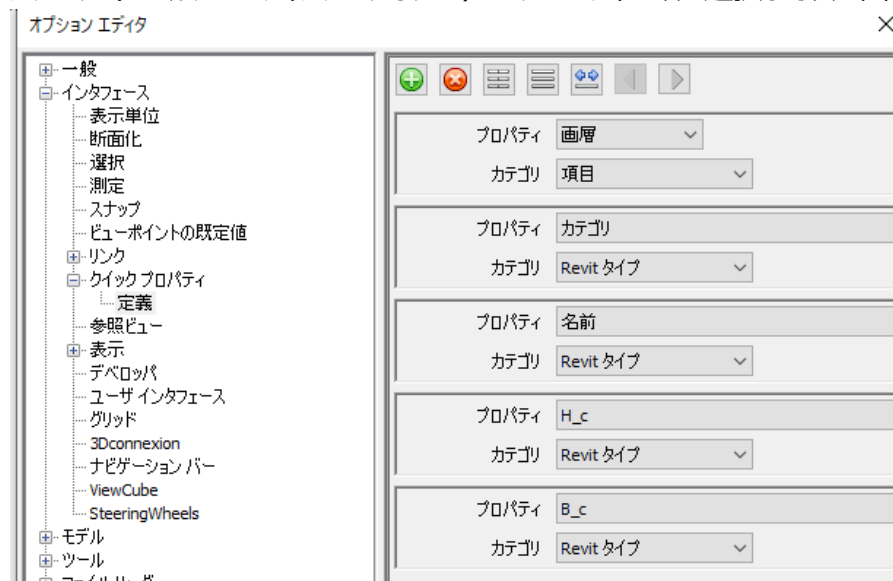 オプション エディタ
一般
インタフェース
表示単位
断面化
選択
測定
スナップ
ビューポイントの既定値
リンク
クイック プロパティ
定義
参照ビュー
表示
デベロッパ
ユーザ インタフェース
グリッド
3Dconnexion
ナビゲーション バー
ViewCube
SteeringWheels
モデル
ツール
プロパティ 画層
カテゴリ 項目
プロパティ カテゴリ
カテゴリ Revit タイプ
プロパティ 名前
カテゴリ Revit タイプ
プロパティ H_c
カテゴリ Revit タイプ
プロパティ B_c
カテゴリ Revit タイプ